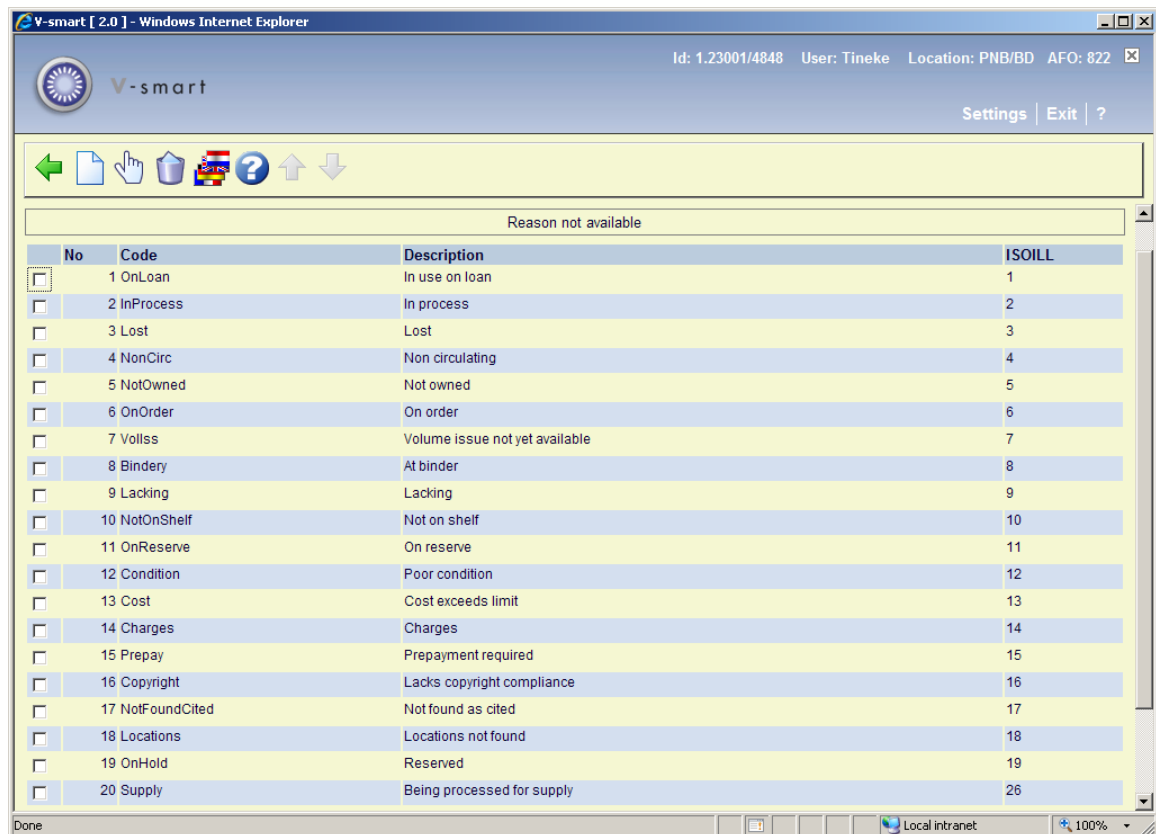 V-smart [ 2.0 ] - Windows Internet Explorer
Id: 1.23001/4848 User: Tineke Location: PNB/BD AFO: 822
V-smart
Settings Exit ?
Reason not available
No Code Description ISOILL
1 OnLoan In use on loan 1
2 InProcess In process 2
3 Lost Lost 3
4 NonCirc Non circulating 4
5 NotOwned Not owned 5
6 OnOrder On order 6
7 VolIss Volume issue not yet available 7
8 Bindery At binder 8
9 Lacking Lacking 9
10 NotOnShelf Not on shelf 10
11 OnReserve On reserve 11
12 Condition Poor condition 12
13 Cost Cost exceeds limit 13
14 Charges Charges 14
15 Prepay Prepayment required 15
16 Copyright Lacks copyright compliance 16
17 NotFoundCited Not found as cited 17
18 Locations Locations not found 18
19 OnHold Reserved 19
20 Supply Being processed for supply 26
Done Local intranet 100%